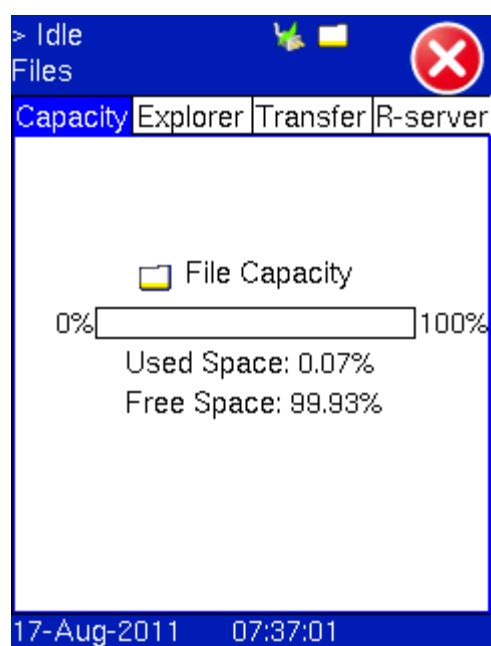 > Idle
Files
Capacity Explorer Transfer R-server
File Capacity
0% 100%
Used Space: 0.07%
Free Space: 99.93%
17-Aug-2011 07:37:01